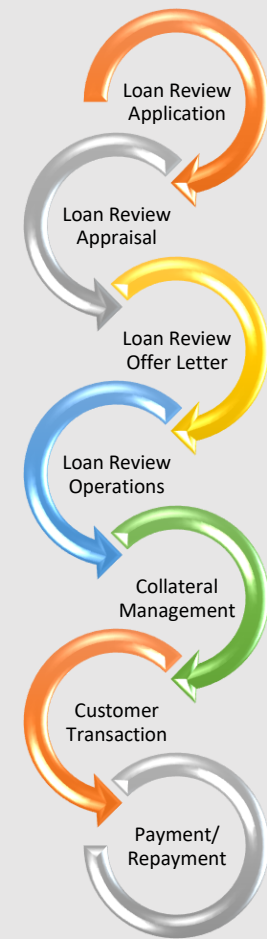 Loan Review
Application
Loan Review
Appraisal
Loan Review
Offer Letter
Loan Review
Operations
Collateral
Management
Customer
Transaction
Payment/
Repayment